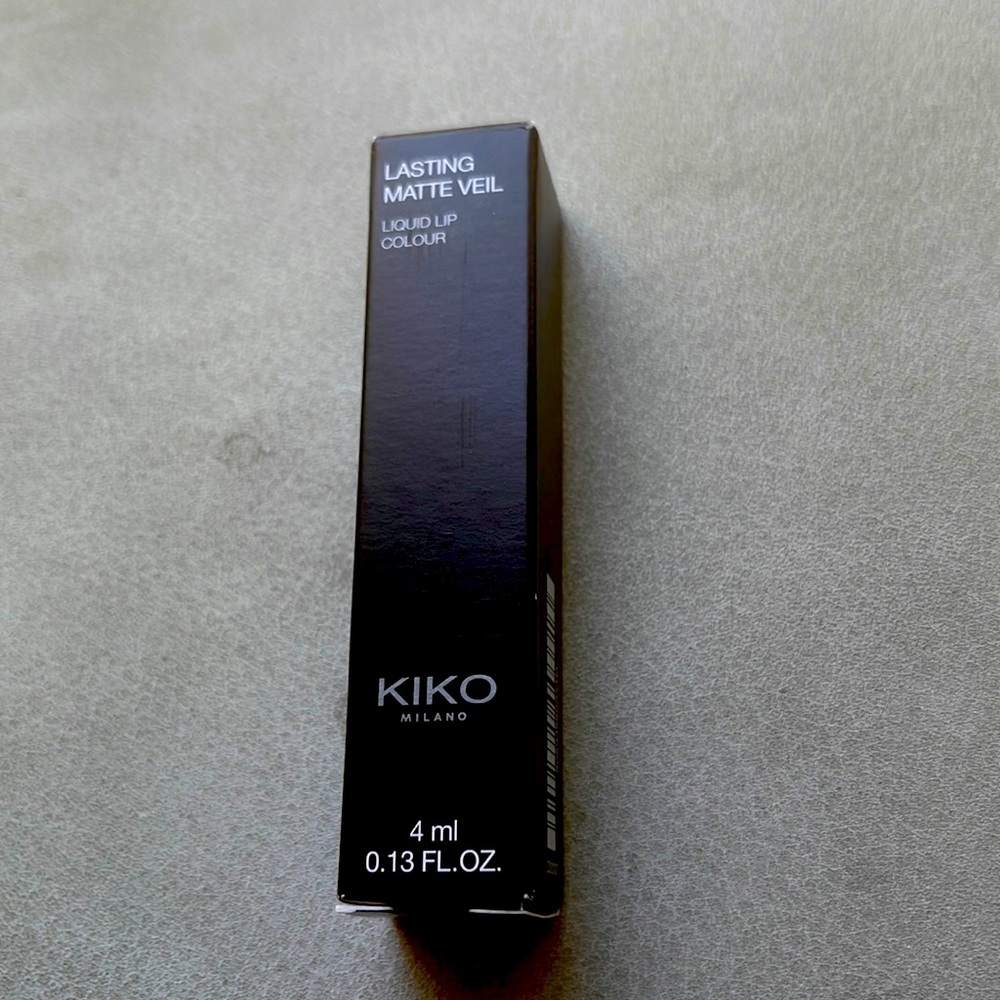 LASTING
MATTE VEIL
LIQUID LIP
COLOUR
KIKO
MILANO
4 ml
0.13 FL.OZ.